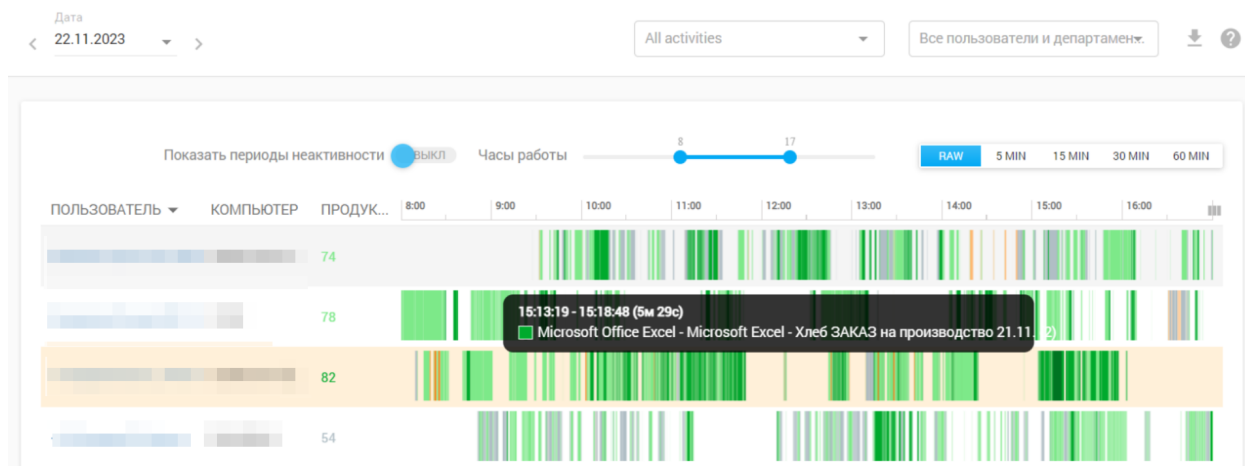 Дата
22.11.2023
All activities
Все пользователи и департамен
Показать периоды неактивности
ВЫКЛ
Часы работы
8
17
RAW 5 MIN 15 MIN 30 MIN 60 MIN
ПОЛЬЗОВАТЕЛЬ КОМПЬЮТЕР ПРОДУК... 8:00 9:00 10:00 11:00 12:00 13:00 14:00 15:00 16:00
74
78
15:13:19 - 15:18:48 (5м 29с)
Microsoft Office Excel - Microsoft Excel - Хлеб ЗАКАЗ на производство 21.11. 2)
82
54